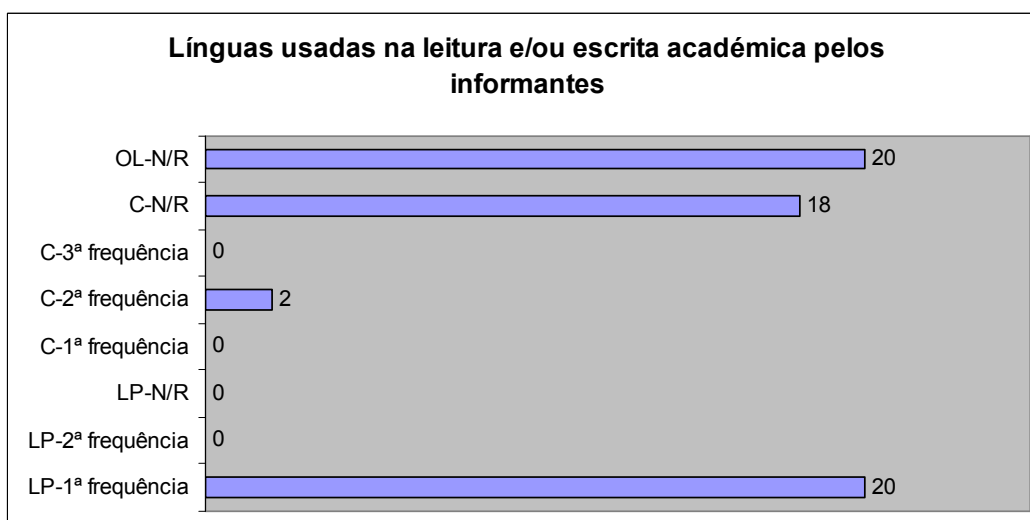 Línguas usadas na leitura e/ou escrita académica pelos
informantes
OL-N/R
20
C-N/R
18
C-3ª frequência
0
C-2ª frequência
2
C-1ª frequência
0
LP-N/R
0
LP-2ª frequência
0
LP-1ª frequência
20